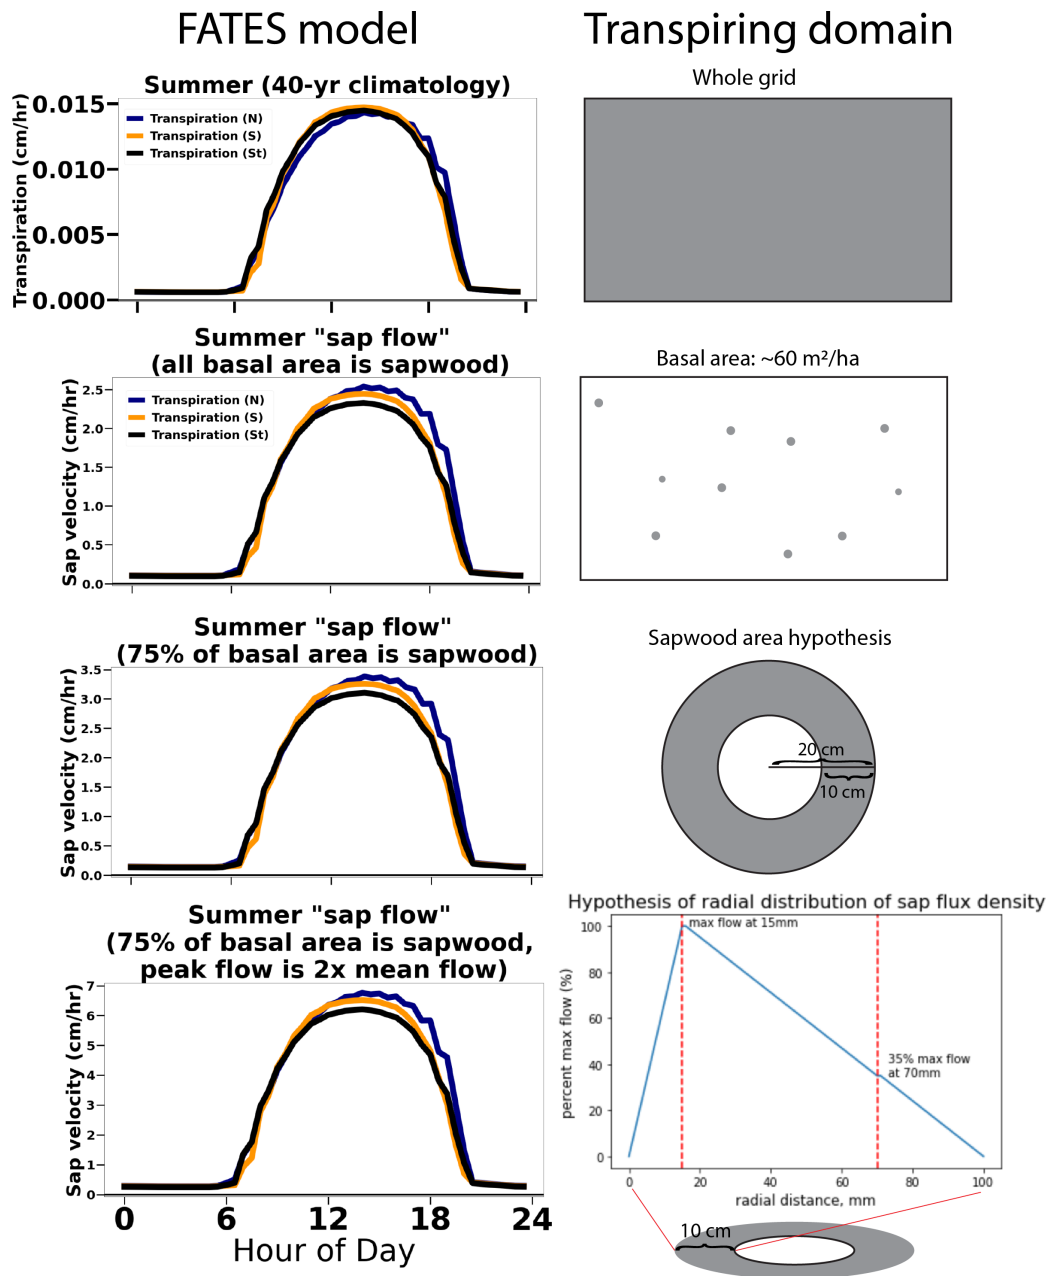 FATES model
Transpiring domain
Summer (40-yr climatology)
Transpiration (cm/hr)
0.015
0.010
0.005
0.000
Transpiration (N)
Transpiration (S)
Transpiration (St)
Whole grid
Summer "sap flow"
(all basal area is sapwood)
Sap velocity (cm/hr)
2.5
2.0
1.5
1.0
0.5
0.0
Transpiration (N)
Transpiration (S)
Transpiration (St)
Basal area: ~60 m²/ha
Summer "sap flow"
(75% of basal area is sapwood)
Sap velocity (cm/hr)
3.5
3.0
2.5
2.0
1.5
1.0
0.5
0.0
Sapwood area hypothesis
20 cm
10 cm
Summer "sap flow"
(75% of basal area is sapwood,
peak flow is 2x mean flow)
Sap velocity (cm/hr)
7
6
5
4
3
2
1
0
0 6 12 18 24
Hour of Day
Hypothesis of radial distribution of sap flux density
percent max flow (%)
100
80
60
40
20
0
max flow at 15mm
35% max flow
at 70mm
0 20 40 60 80 100
radial distance, mm
10 cm